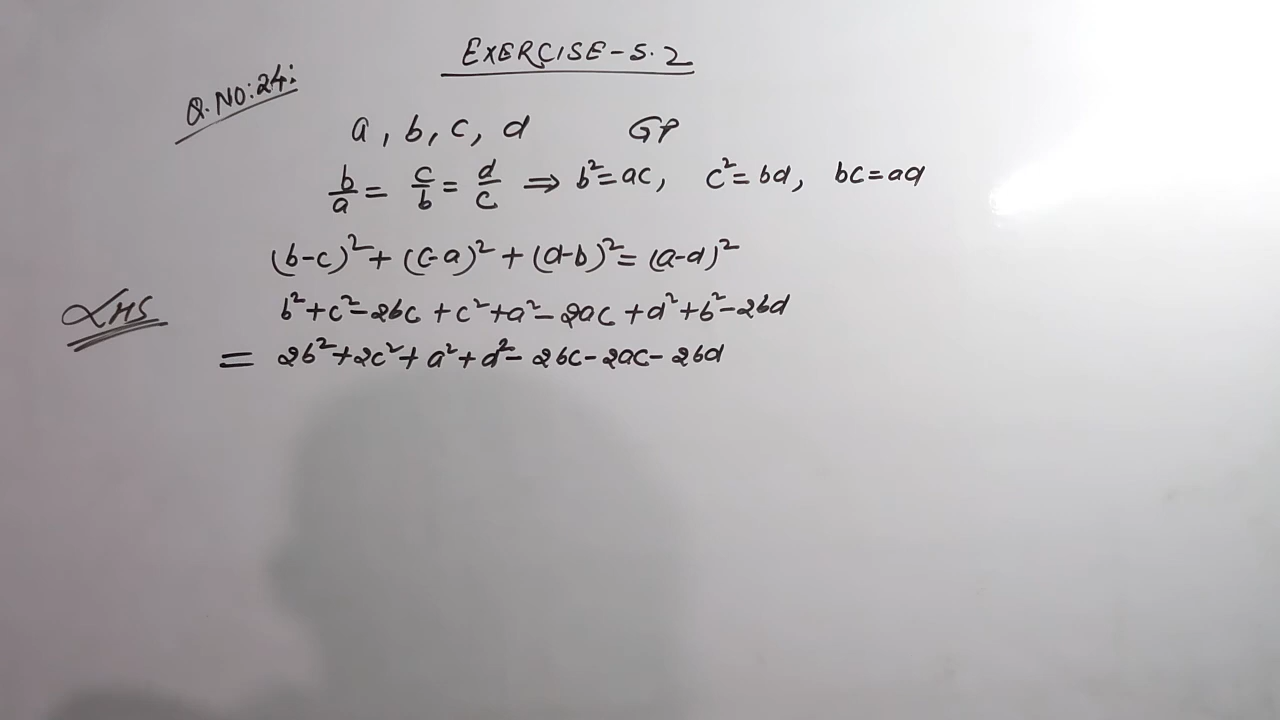 EXERCISE-5.2
Q.NO:24:
a, b, c, d GP
b/a = c/b = d/c ⇒ b²=ac, c²=bd, bc=ad
(b-c)²+(c-a)²+(d-b)²=(a-d)²
LHS b²+c²-2bc+c²+a²-2ac+d²+b²-2bd
= 2b²+2c²+a²+d²-2bc-2ac-2bd